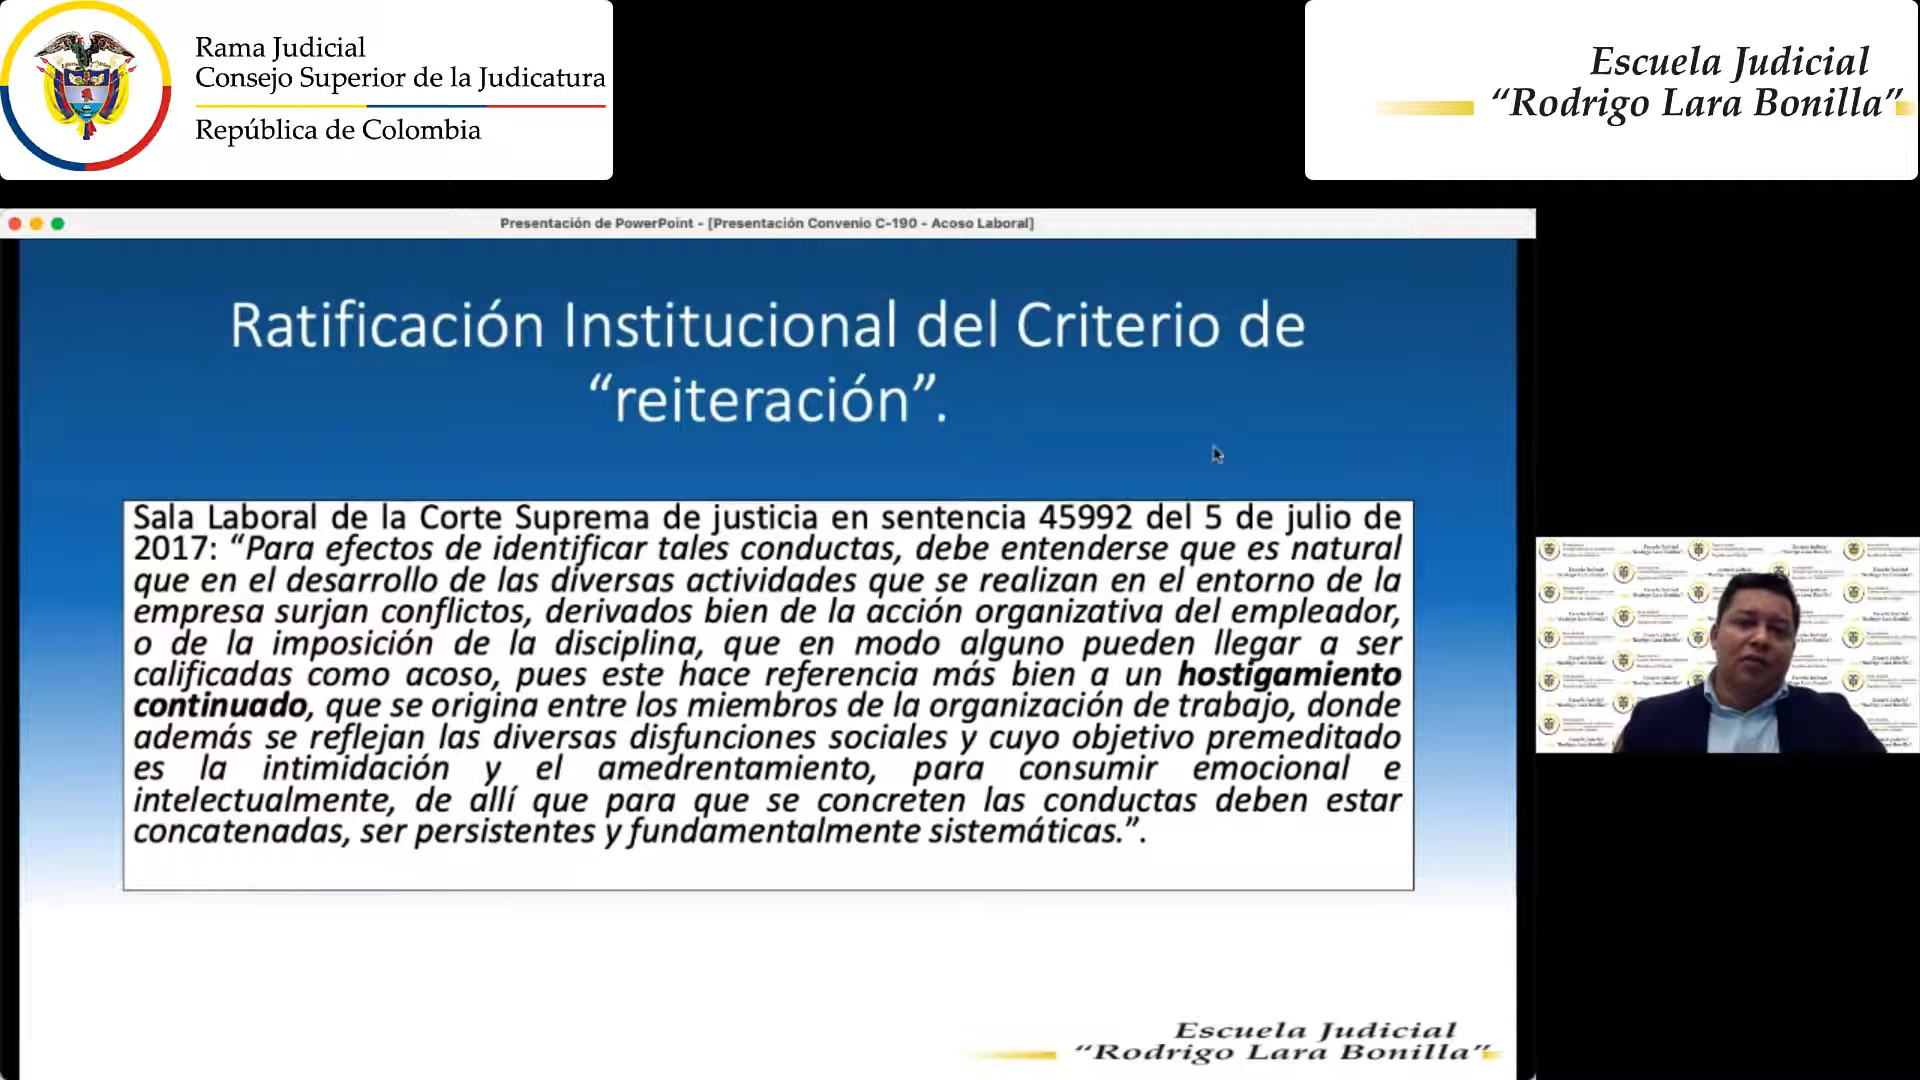 Rama Judicial
Consejo Superior de la Judicatura
República de Colombia
Escuela Judicial
“Rodrigo Lara Bonilla”
Presentación de PowerPoint - [Presentación Convenio C-190 - Acoso Laboral]
Ratificación Institucional del Criterio de
“reiteración”.
Sala Laboral de la Corte Suprema de justicia en sentencia 45992 del 5 de julio de
2017: “Para efectos de identificar tales conductas, debe entenderse que es natural
que en el desarrollo de las diversas actividades que se realizan en el entorno de la
empresa surjan conflictos, derivados bien de la acción organizativa del empleador,
o de la imposición de la disciplina, que en modo alguno pueden llegar a ser
calificadas como acoso, pues este hace referencia más bien a un hostigamiento
continuado, que se origina entre los miembros de la organización de trabajo, donde
además se reflejan las diversas disfunciones sociales y cuyo objetivo premeditado
es la intimidación y el amedrentamiento, para consumir emocional e
intelectualmente, de allí que para que se concreten las conductas deben estar
concatenadas, ser persistentes y fundamentalmente sistemáticas.”.
Escuela Judicial
“Rodrigo Lara Bonilla”